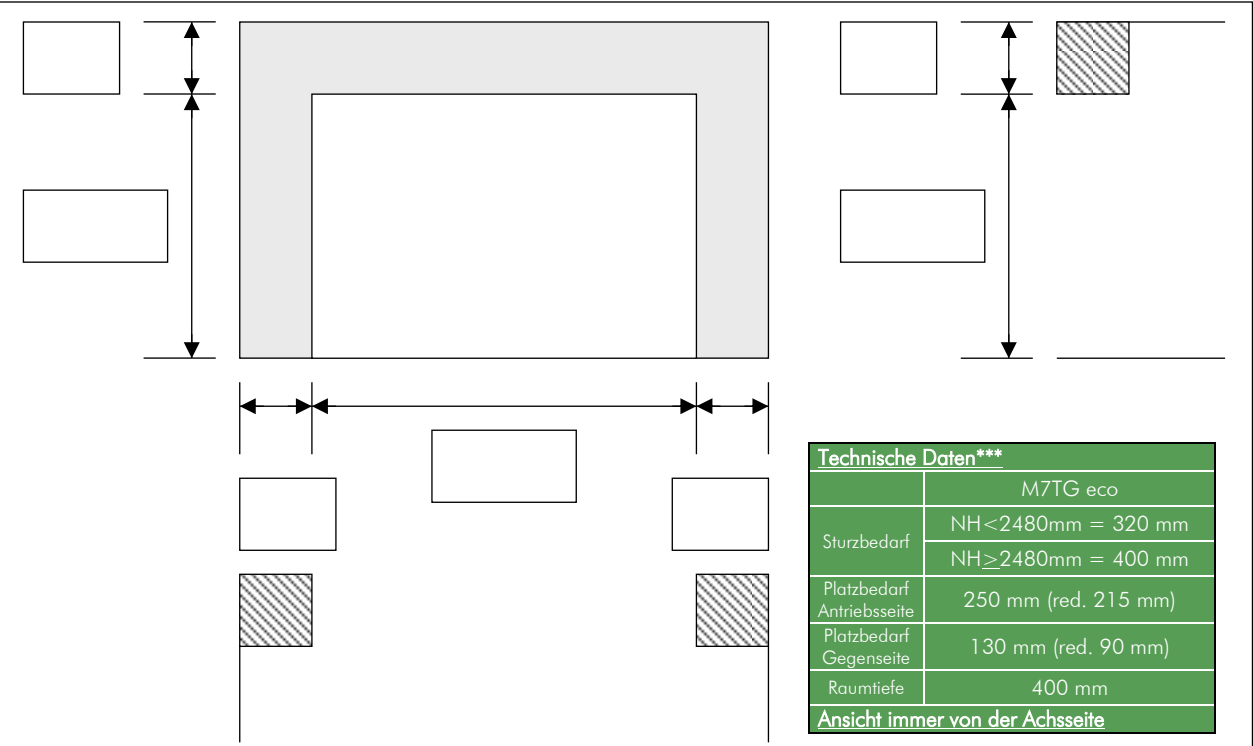 Technische Daten***
M7TG eco
Sturzbedarf
NH<2480mm = 320 mm
NH≥2480mm = 400 mm
Platzbedarf
Antriebsseite
250 mm (red. 215 mm)
Platzbedarf
Gegenseite
130 mm (red. 90 mm)
Raumtiefe
400 mm
Ansicht immer von der Achsseite